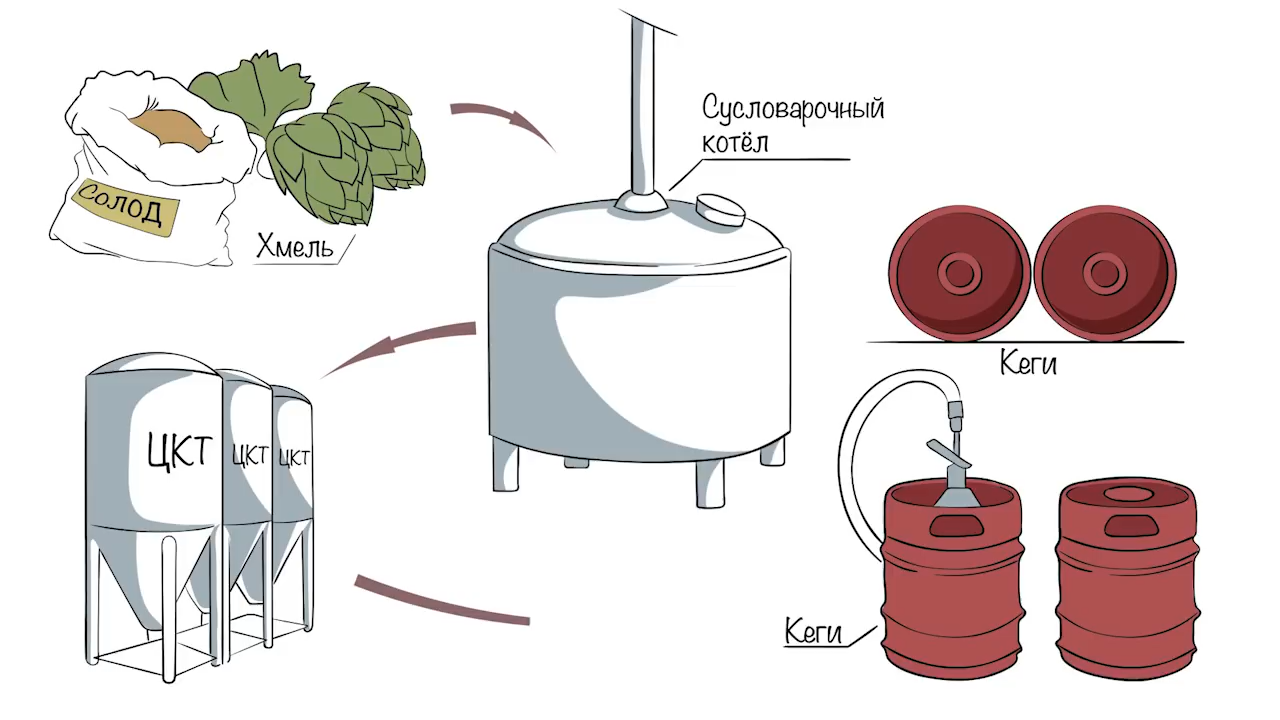 Солод
Хмель
Сусловарочный
котёл
ЦКТ
ЦКТ
ЦКТ
Кеги
Кеги